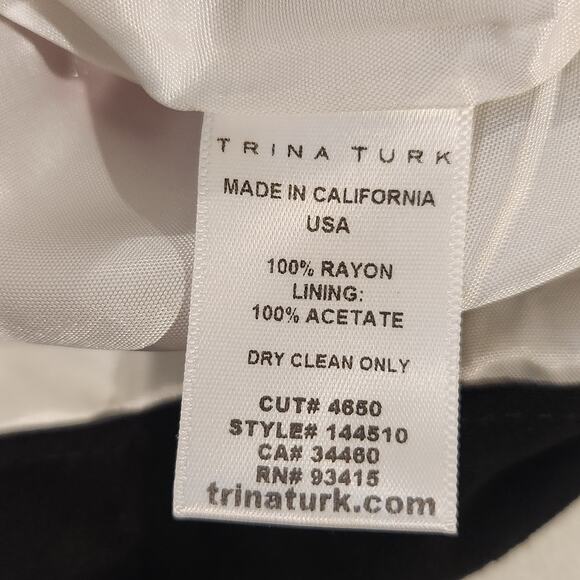 TRINA TURK
MADE IN CALIFORNIA
USA
100% RAYON
LINING:
100% ACETATE
DRY CLEAN ONLY
CUT# 4650
STYLE# 144510
CA# 34460
RN# 93415
trinaturk.com